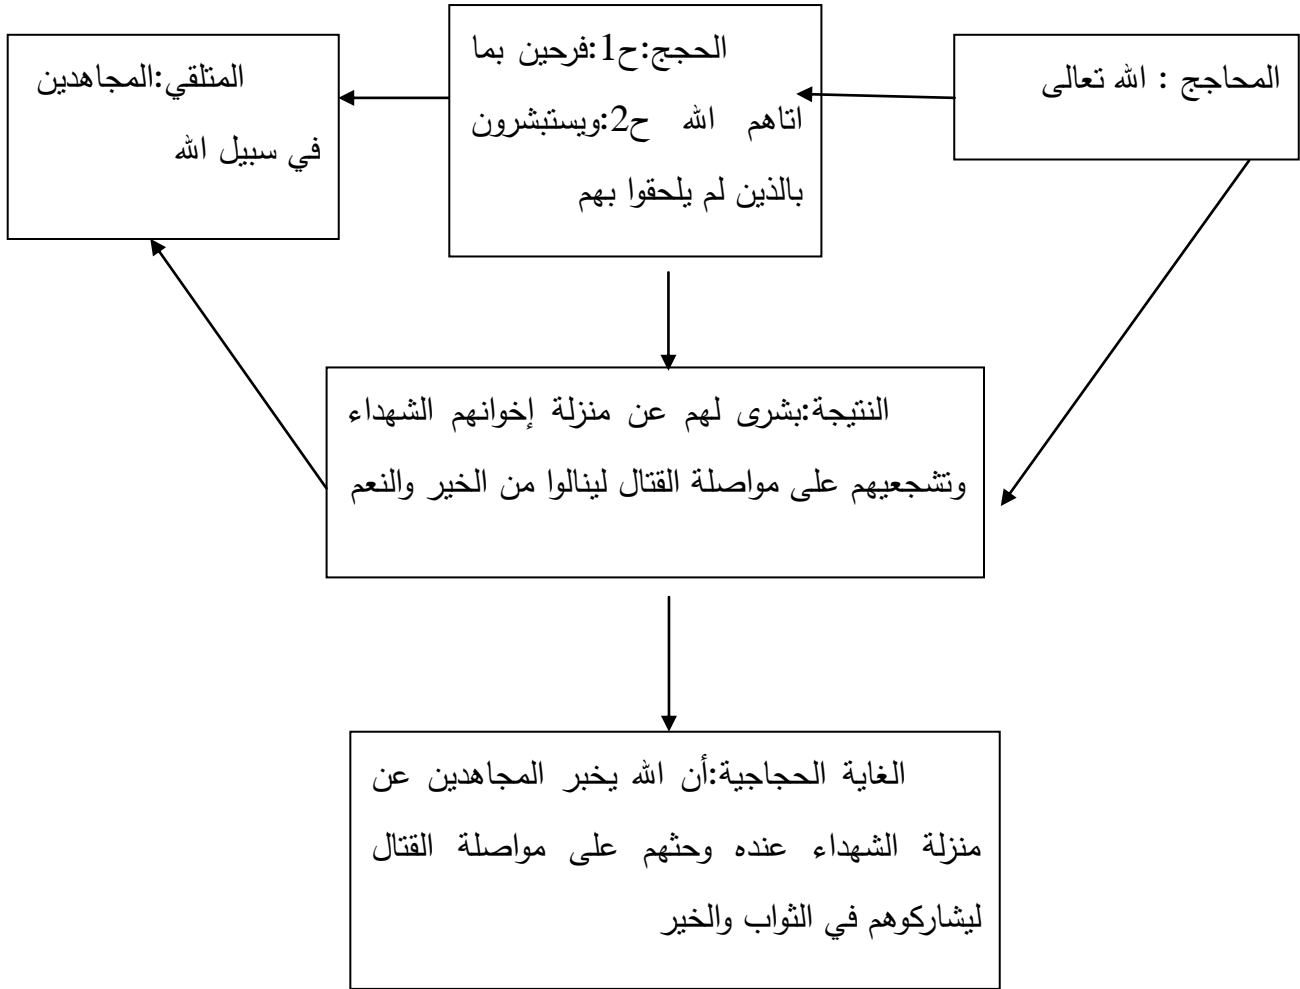 المحاجج : الله تعالى
الحجج:ح1:فرحين بما
اتاهم الله ح2:ويستبشرون
بالذين لم يلحقوا بهم
المتلقي:المجاهدين
في سبيل الله
النتيجة:بشرى لهم عن منزلة إخوانهم الشهداء
وتشجعيهم على مواصلة القتال لينالوا من الخير والنعم
الغاية الحجاجية:أن الله يخبر المجاهدين عن
منزلة الشهداء عنده وحثهم على مواصلة القتال
ليشاركوهم في الثواب والخير